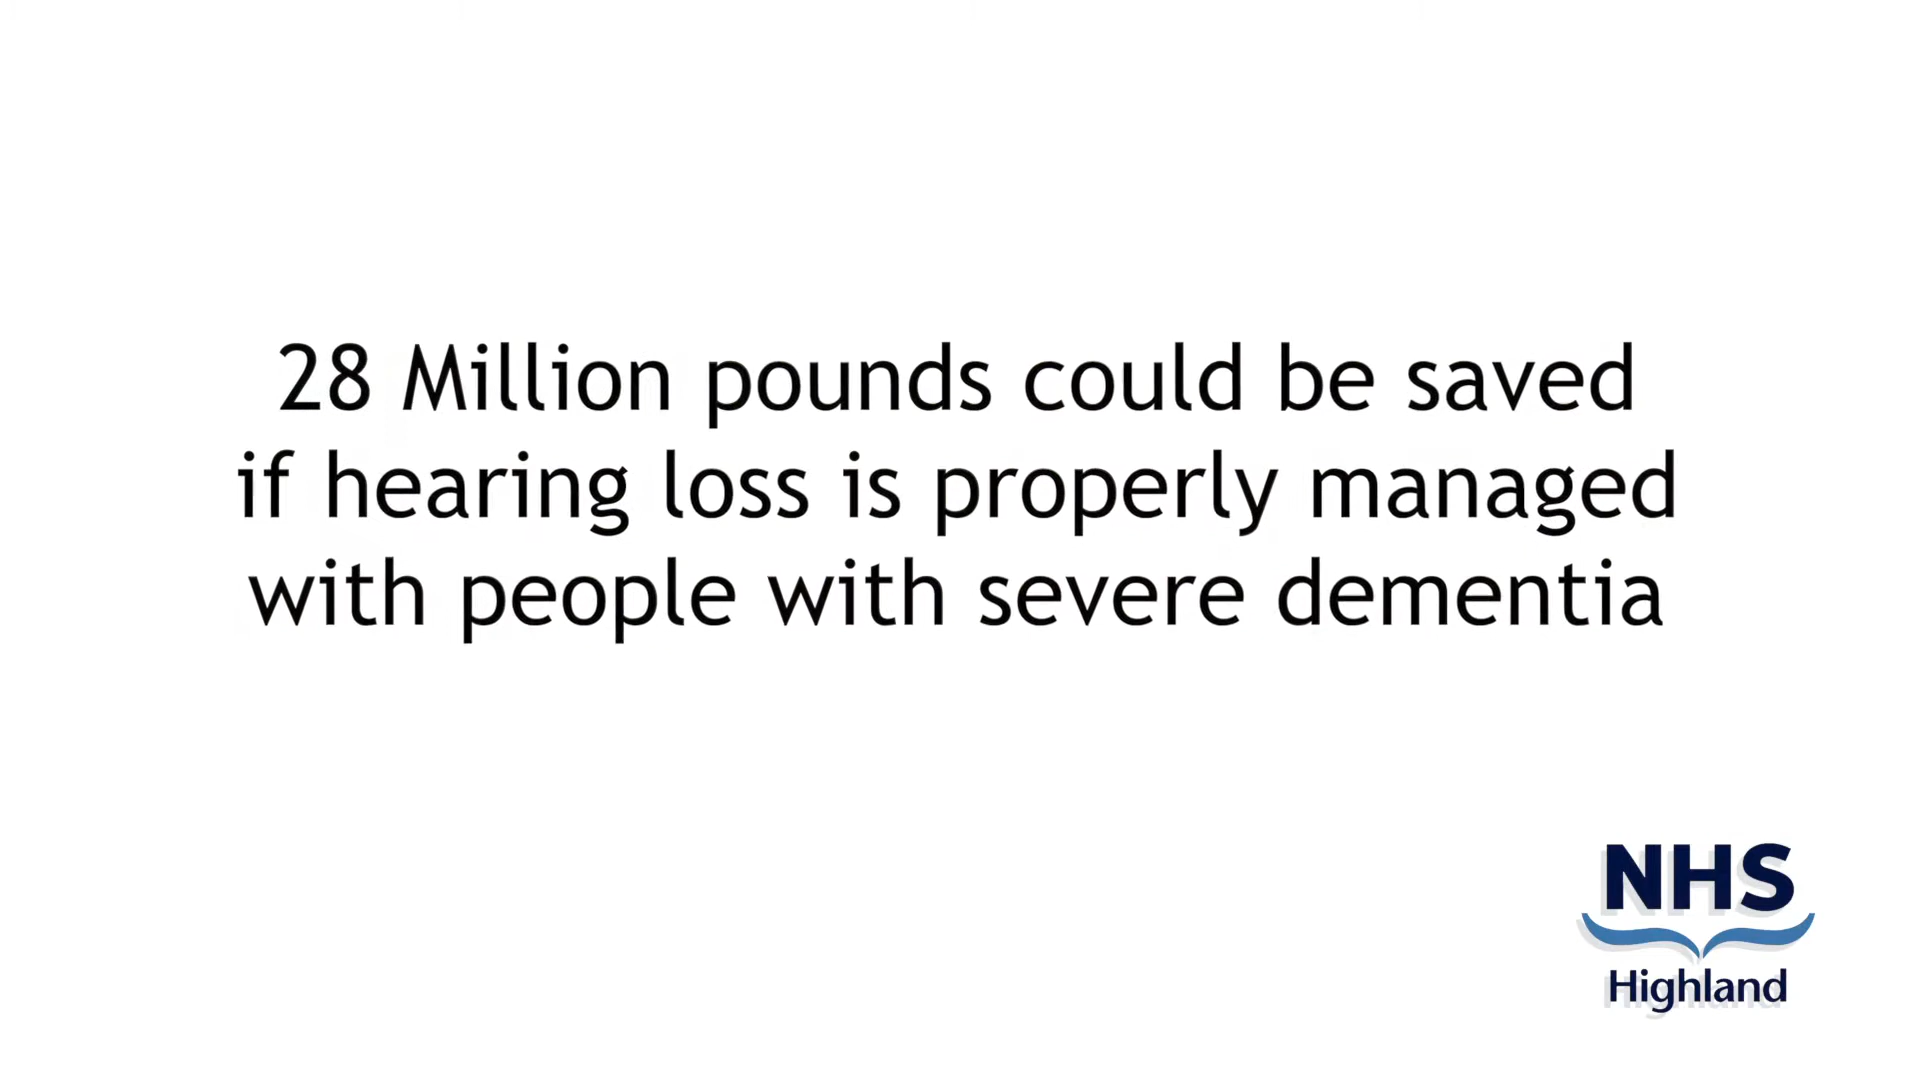 28 Million pounds could be saved
if hearing loss is properly managed
with people with severe dementia
NHS
Highland